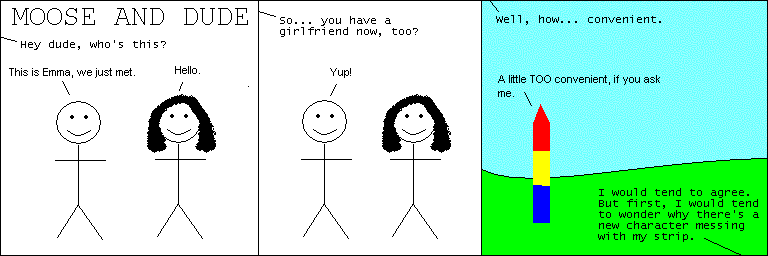 MOOSE AND DUDE
Hey dude, who's this?
This is Emma, we just met.
Hello.
So... you have a
girlfriend now, too?
Yup!
Well, how... convenient.
A little TOO convenient, if you ask
me.
I would tend to agree.
But first, I would tend
to wonder why there's a
new character messing
with my strip.